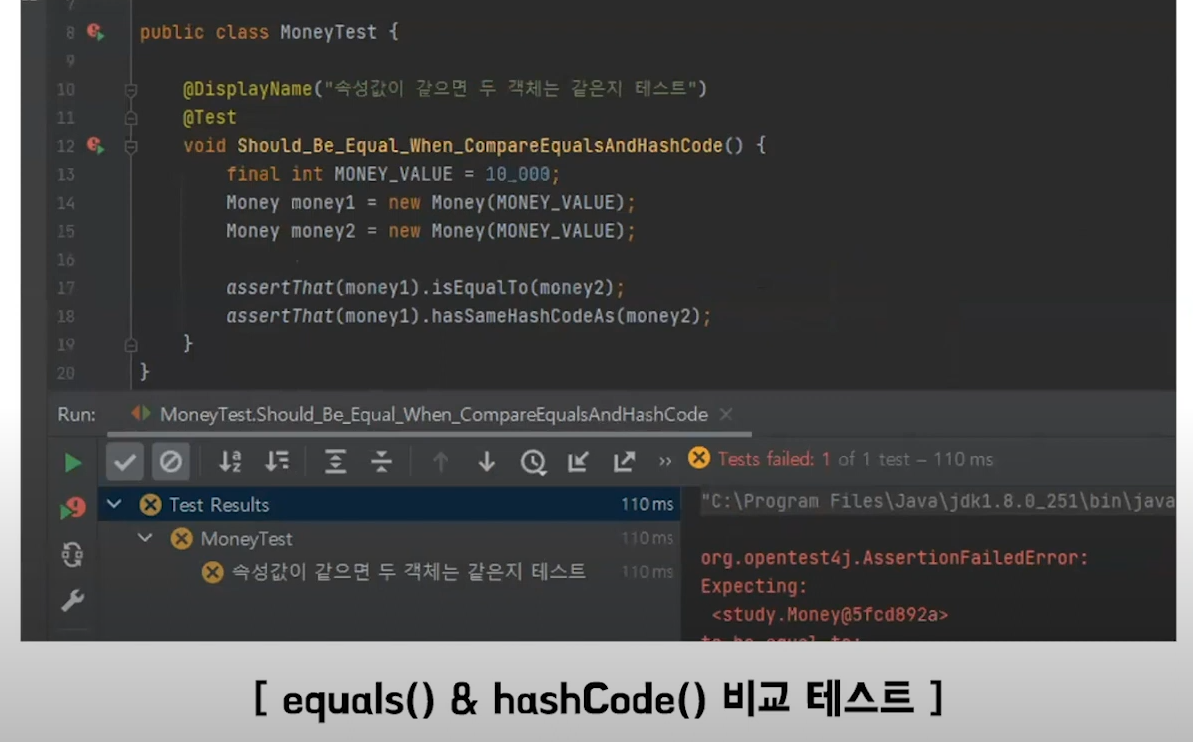 7
8 public class MoneyTest {
9
10 @DisplayName("속성값이 같으면 두 객체는 같은지 테스트")
11 @Test
12 void Should_Be_Equal_When_CompareEqualsAndHashCode() {
13 final int MONEY_VALUE = 10_000;
14 Money money1 = new Money(MONEY_VALUE);
15 Money money2 = new Money(MONEY_VALUE);
16
17 assertThat(money1).isEqualTo(money2);
18 assertThat(money1).hasSameHashCodeAs(money2);
19 }
20 }
Run: MoneyTest.Should_Be_Equal_When_CompareEqualsAndHashCode ×
» Tests failed: 1 of 1 test – 110 ms
Test Results 110 ms
MoneyTest 110 ms
속성값이 같으면 두 객체는 같은지 테스트 110 ms
"C:\Program Files\Java\jdk1.8.0_251\bin\java
org.opentest4j.AssertionFailedError:
Expecting:
<study.Money@5fcd892a>
to be equal to:
[ equals() & hashCode() 비교 테스트 ]